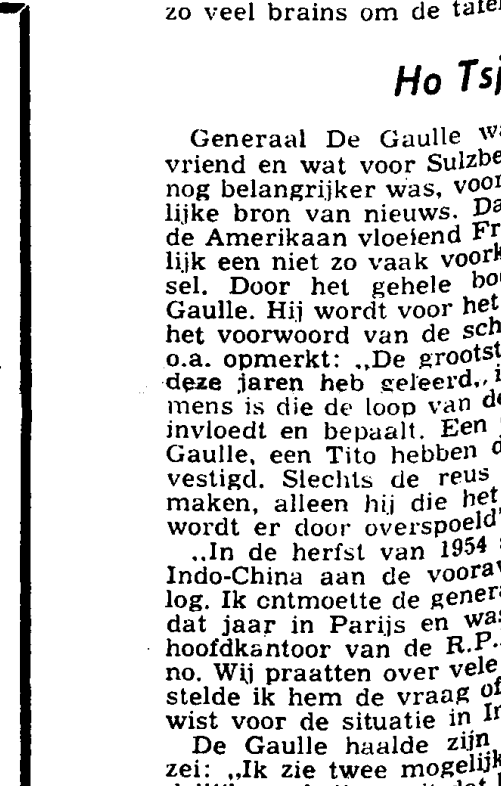 zo veel brains om de tafel
Ho Tsj
Generaal De Gaulle wa
vriend en wat voor Sulzbe
nog belangrijker was, voor
lijke bron van nieuws. Da
de Amerikaan vloeiend Fr
lijk een niet zo vaak voork
sel. Door het gehele bo
Gaulle. Hij wordt voor het
het voorwoord van de sch
o.a. opmerkt: „De grootst
deze jaren heb geleerd,, i
mens is die de loop van de
invloedt en bepaalt. Een
Gaulle, een Tito hebben d
vestigd. Slechts de reus
maken, alleen hij die het
wordt er door overspoeld"
„In de herfst van 1954
Indo-China aan de voorav
log. Ik ontmoette de genera
dat jaar in Parijs en was
hoofdkantoor van de R.P.
no. Wij praatten over vele
stelde ik hem de vraag of
wist voor de situatie in In
De Gaulle haalde zijn
zei: „Ik zie twee mogelijk